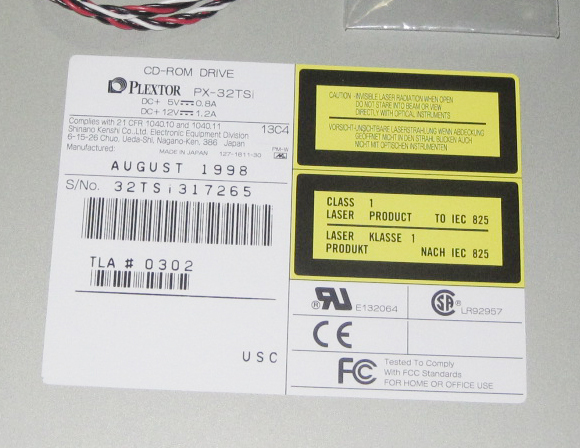 CD-ROM DRIVE
PLEXTOR PX-32TSi
DC+ 5V 0.8A
DC+ 12V 1.2A
Complies with 21 CFR 1040.10 and 1040.11
Shinano Kenshi Co.,Ltd. Electronic Equipment Division
6-15-26 Chuo, Ueda-Shi, Nagano-Ken, 386 Japan
13C4
Manufactured:
MADE IN JAPAN 127-1811-30
AUGUST 1998
S/No. 32TSi317265
TLA # 0302
USC
CAUTION -INVISIBLE LASER RADIATION WHEN OPEN
DO NOT STARE INTO BEAM OR VIEW
DIRECTLY WITH OPTICAL INSTRUMENTS
VORSICHT-UNSICHTBARE LASERSTRAHLUNG WENN ABDECKUNG
GEÖFFNET NICHT IN DEN STRAHL BLICKEN AUCH
NICHT MIT OPTISCHEN INSTRUMENTEN
CLASS 1
LASER PRODUCT TO IEC 825
LASER KLASSE 1
PRODUKT NACH IEC 825
E132064
SA ® LR92957
CE
FC Tested To Comply
With FCC Standards
FOR HOME OR OFFICE USE